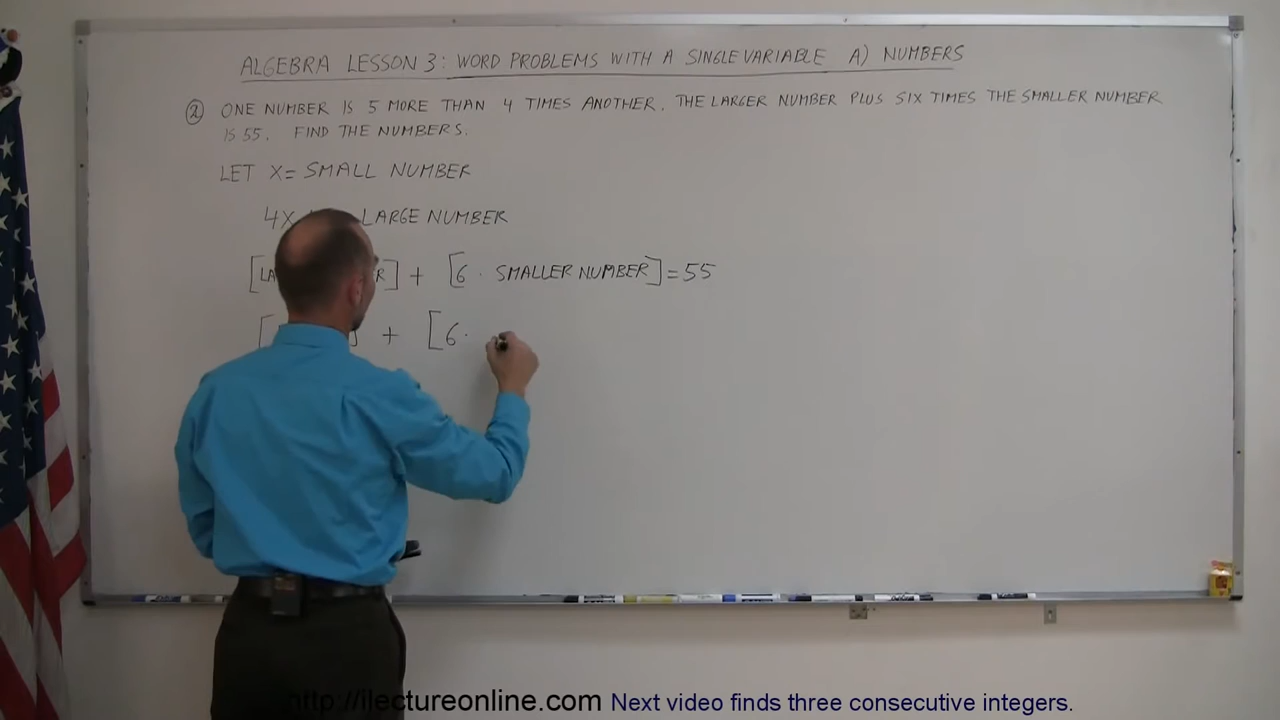 ALGEBRA LESSON 3: WORD PROBLEMS WITH A SINGLE VARIABLE A) NUMBERS
② ONE NUMBER IS 5 MORE THAN 4 TIMES ANOTHER. THE LARGER NUMBER PLUS SIX TIMES THE SMALLER NUMBER
IS 55. FIND THE NUMBERS.
LET X = SMALL NUMBER
4X LARGE NUMBER
[LA R] + [6 · SMALLER NUMBER] = 55
[ ] + [6 ·
http://ilectureonline.com Next video finds three consecutive integers.